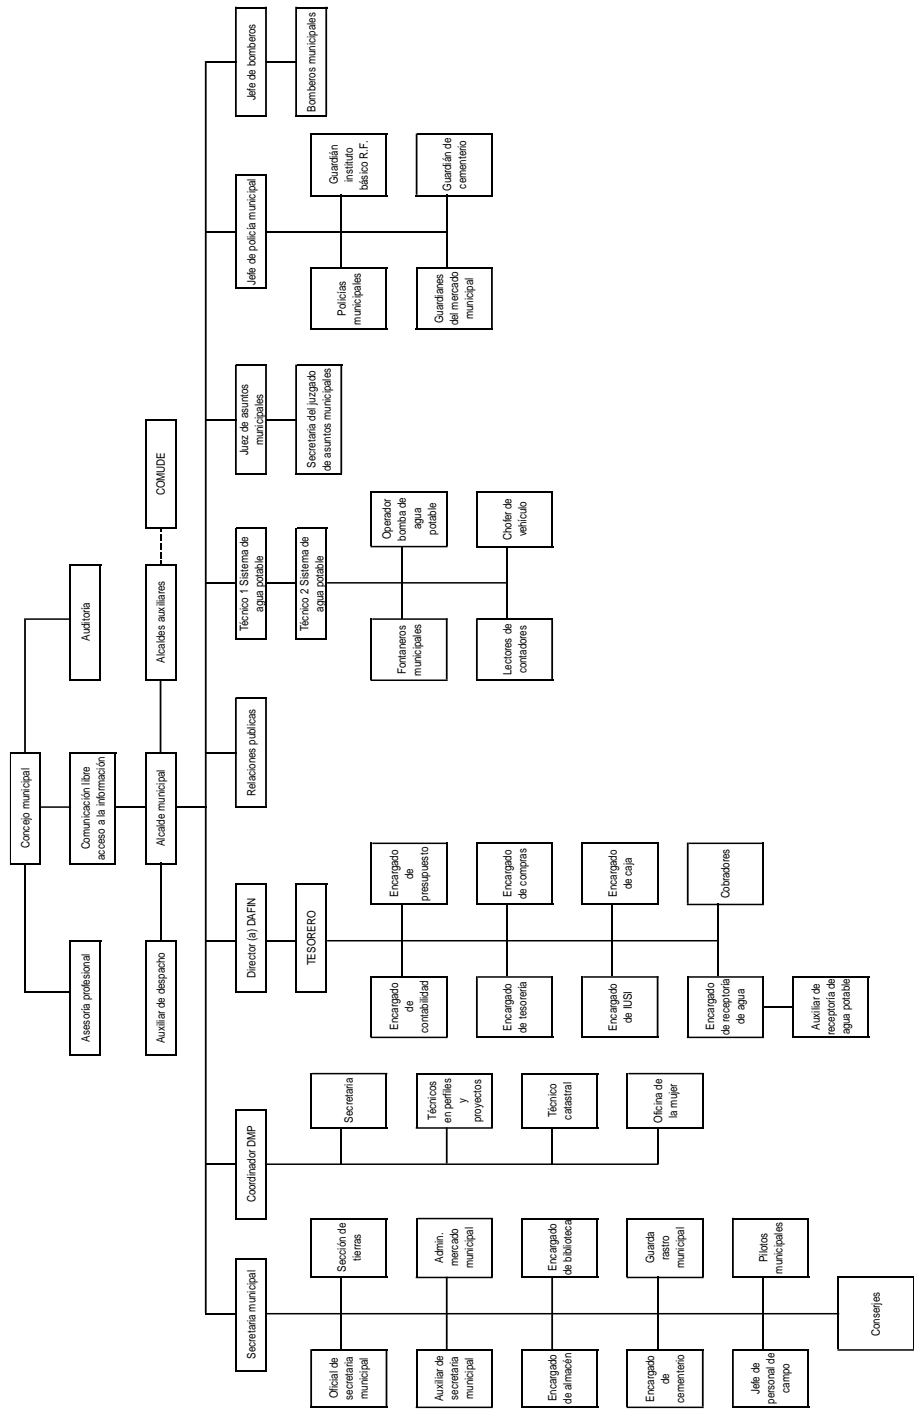 Concejo municipal
Asesoría profesional
Comunicación libre
acceso a la información
Auditoría
Auxiliar de despacho
Alcalde municipal
Alcaldes auxiliares
COMUDE
Secretaría municipal
Coordinador DMP
Director (a) DAFIN
Relaciones publicas
Técnico 1 Sistema de
agua potable
Juez de asuntos
municipales
Jefe de policía municipal
Jefe de bomberos
Oficial de
secretaría
municipal
Sección de
tierras
Auxiliar de
secretaría
municipal
Admin.
mercado
municipal
Encargado
de almacén
Encargado
de biblioteca
Encargado
de
cementerio
Guarda
rastro
municipal
Jefe de
personal de
campo
Pilotos
municipales
Conserjes
Secretaria
Técnicos
en perfiles
y
proyectos
Técnico
catastral
Oficina de
la mujer
TESORERO
Encargado
de
contabilidad
Encargado
de
presupuesto
Encargado
de tesorería
Encargado
de compras
Encargado
de IUSI
Encargado
de caja
Encargado
de receptoría
de agua
Cobradores
Auxiliar de
receptoría de
agua potable
Técnico 2 Sistema de
agua potable
Fontaneros
municipales
Operador
bomba de
agua
potable
Lectores de
contadores
Chofer de
vehículo
Secretaria del juzgado
de asuntos municipales
Policías
municipales
Guardián
instituto
básico R.F.
Guardianes
del mercado
municipal
Guardián de
cementerio
Bomberos municipales